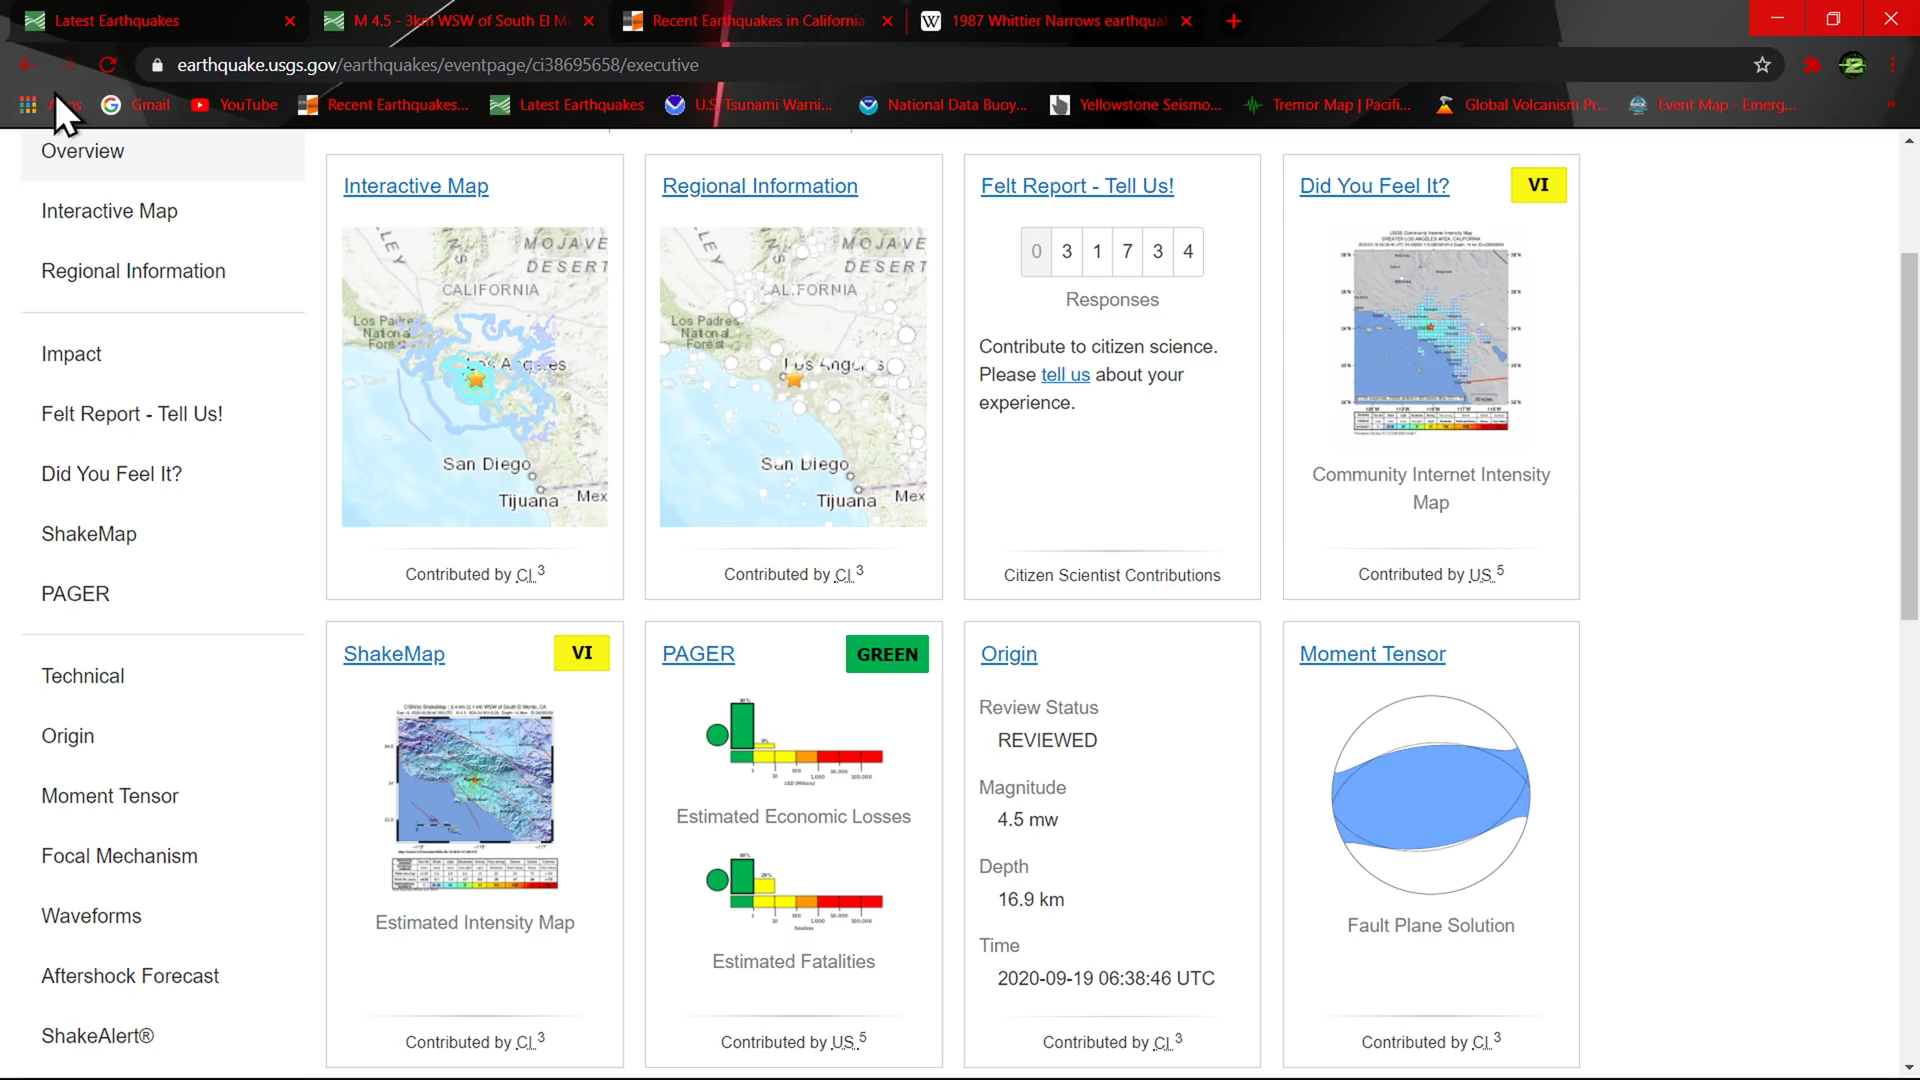 Latest Earthquakes
M 4.5 - 3km WSW of South El M
Recent Earthquakes in California
W 1987 Whittier Narrows earthqua
earthquake.usgs.gov/earthquakes/eventpage/ci38695658/executive
Apps
Gmail
YouTube
Recent Earthquakes...
Latest Earthquakes
U.S. Tsunami Warni...
National Data Buoy...
Yellowstone Seismo...
Tremor Map | Pacifi...
Global Volcanism Pr...
Event Map - Emerg...
»
Overview
Interactive Map
Regional Information
Impact
Felt Report - Tell Us!
Did You Feel It?
ShakeMap
PAGER
Technical
Origin
Moment Tensor
Focal Mechanism
Waveforms
Aftershock Forecast
ShakeAlert®
Interactive Map
MOJAVE
DESERT
CALIFORNIA
Los Padres
National
Forest
Los Angeles
San Diego
Tijuana
Mex
Contributed by CI 3
Regional Information
MOJAVE
DESERT
CALIFORNIA
Los Padres
National
Forest
Los Angeles
San Diego
Tijuana
Mex
Contributed by CI 3
Felt Report - Tell Us!
0 3 1 7 3 4
Responses
Contribute to citizen science.
Please tell us about your
experience.
Citizen Scientist Contributions
Did You Feel It?
VI
Community Internet Intensity
Map
Contributed by US 5
ShakeMap
VI
Estimated Intensity Map
Contributed by CI 3
PAGER
GREEN
Estimated Economic Losses
Estimated Fatalities
Contributed by US 5
Origin
Review Status
REVIEWED
Magnitude
4.5 mw
Depth
16.9 km
Time
2020-09-19 06:38:46 UTC
Contributed by CI 3
Moment Tensor
Fault Plane Solution
Contributed by CI 3